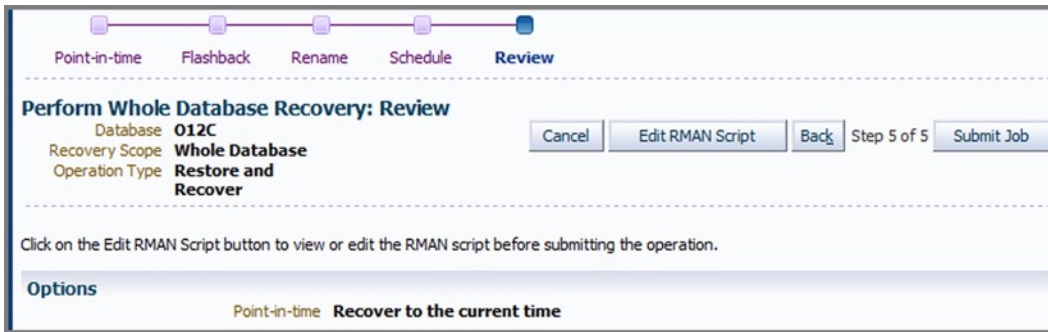 Point-in-time Flashback Rename Schedule Review
Perform Whole Database Recovery: Review
Database O12C
Recovery Scope Whole Database
Operation Type Restore and
Recover
Cancel Edit RMAN Script Back Step 5 of 5 Submit Job
Click on the Edit RMAN Script button to view or edit the RMAN script before submitting the operation.
Options
Point-in-time Recover to the current time